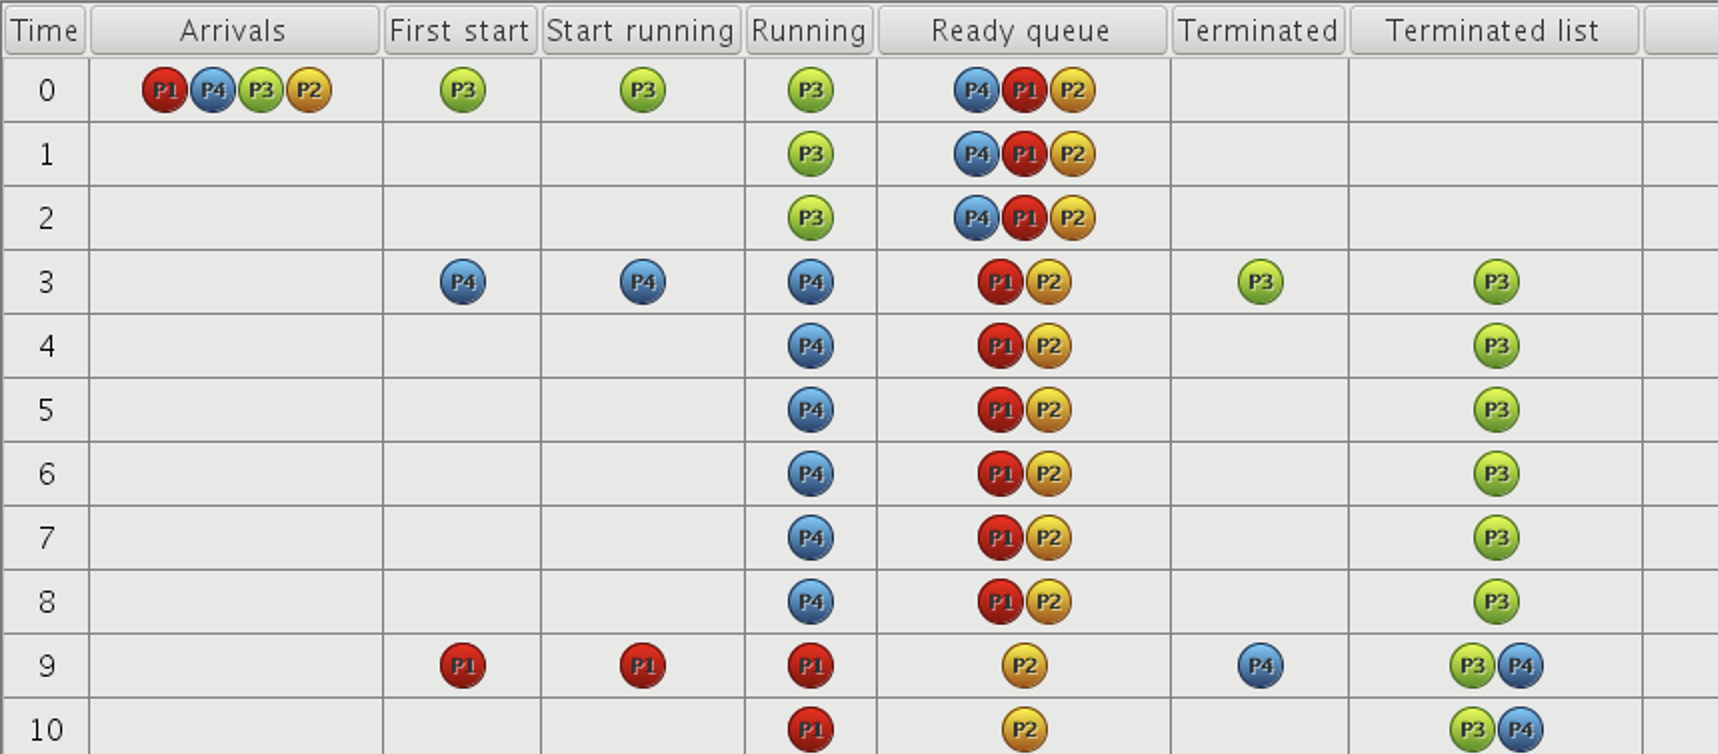 Time Arrivals First start Start running Running Ready queue Terminated Terminated list
0 P1 P4 P3 P2 P3 P3 P3 P4 P1 P2
1 P3 P4 P1 P2
2 P3 P4 P1 P2
3 P4 P4 P4 P1 P2 P3 P3
4 P4 P1 P2 P3
5 P4 P1 P2 P3
6 P4 P1 P2 P3
7 P4 P1 P2 P3
8 P4 P1 P2 P3
9 P1 P1 P1 P2 P4 P3 P4
10 P1 P2 P3 P4